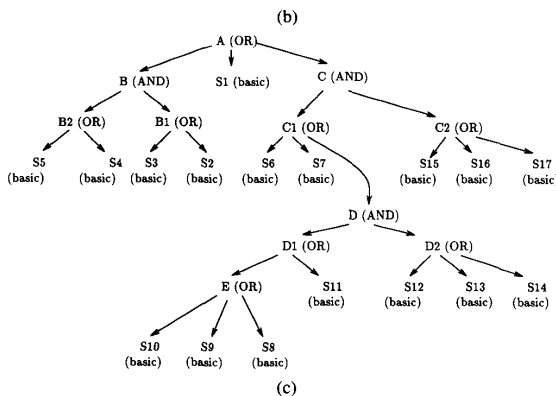 (b)
A (OR)
B (AND) S1 (basic) C (AND)
B2 (OR) B1 (OR) C1 (OR) C2 (OR)
S5 S4 S3 S2 S6 S7 S15 S16 S17
(basic) (basic) (basic) (basic) (basic) (basic) (basic) (basic) (basic)
D (AND)
D1 (OR) D2 (OR)
E (OR) S11 S12 S13 S14
(basic) (basic) (basic) (basic)
S10 S9 S8
(basic) (basic) (basic)
(c)